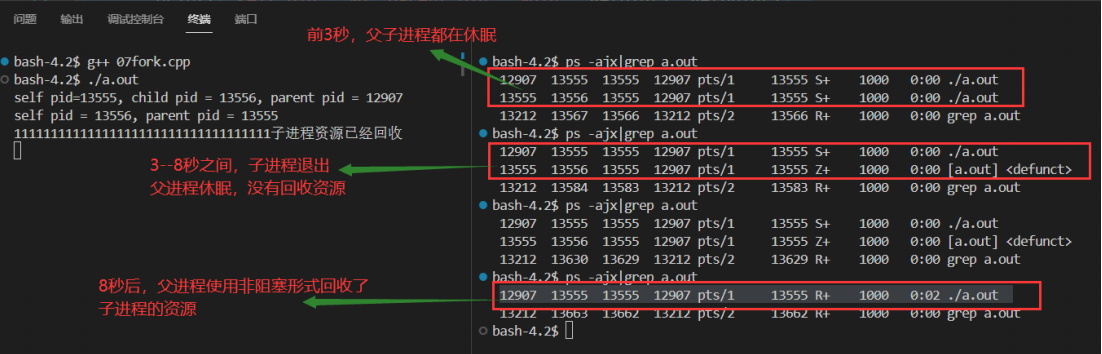 问题 输出 调试控制台 终端 端口
前3秒，父子进程都在休眠
bash-4.2$ g++ 07fork.cpp
bash-4.2$ ./a.out
self pid=13555, child pid = 13556, parent pid = 12907
self pid = 13556, parent pid = 13555
11111111111111111111111111111111111子进程资源已经回收
3--8秒之间，子进程退出
父进程休眠，没有回收资源
8秒后，父进程使用非阻塞形式回收了
子进程的资源
bash-4.2$ ps -ajx|grep a.out
12907 13555 13555 12907 pts/1 13555 S+ 1000 0:00 ./a.out
13555 13556 13555 12907 pts/1 13555 S+ 1000 0:00 ./a.out
13212 13567 13566 13212 pts/2 13566 R+ 1000 0:00 grep a.out
bash-4.2$ ps -ajx|grep a.out
12907 13555 13555 12907 pts/1 13555 S+ 1000 0:00 ./a.out
13555 13556 13555 12907 pts/1 13555 Z+ 1000 0:00 [a.out] <defunct>
13212 13584 13583 13212 pts/2 13583 R+ 1000 0:00 grep a.out
bash-4.2$ ps -ajx|grep a.out
12907 13555 13555 12907 pts/1 13555 S+ 1000 0:00 ./a.out
13555 13556 13555 12907 pts/1 13555 Z+ 1000 0:00 [a.out] <defunct>
13212 13630 13629 13212 pts/2 13629 R+ 1000 0:00 grep a.out
bash-4.2$ ps -ajx|grep a.out
12907 13555 13555 12907 pts/1 13555 R+ 1000 0:02 ./a.out
13212 13663 13662 13212 pts/2 13662 R+ 1000 0:00 grep a.out
bash-4.2$